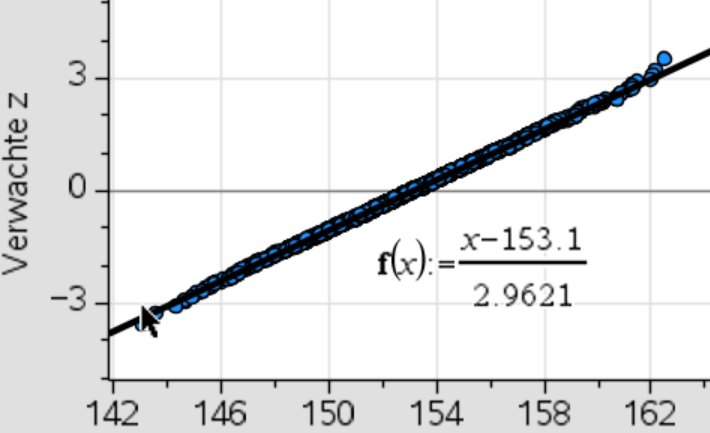 Verwachte z
3
0
−3
f(x):=
x−153.1
2.9621
142 146 150 154 158 162